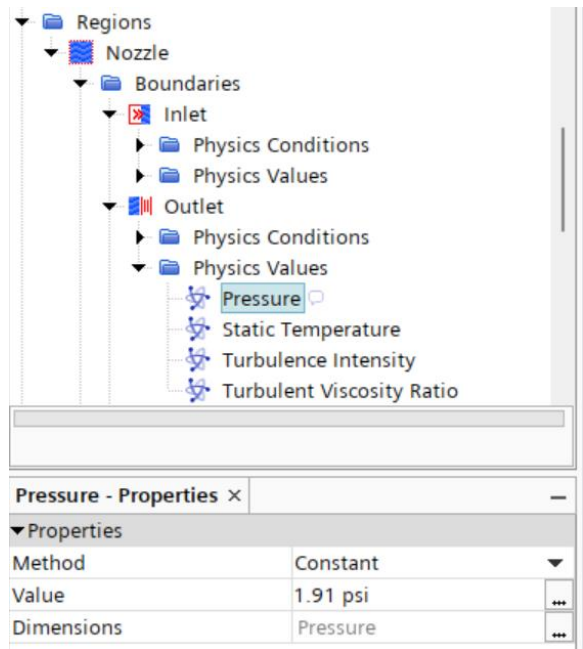 Regions
Nozzle
Boundaries
Inlet
Physics Conditions
Physics Values
Outlet
Physics Conditions
Physics Values
Pressure
Static Temperature
Turbulence Intensity
Turbulent Viscosity Ratio
Pressure - Properties ×
Properties
Method Constant
Value 1.91 psi ...
Dimensions Pressure ...